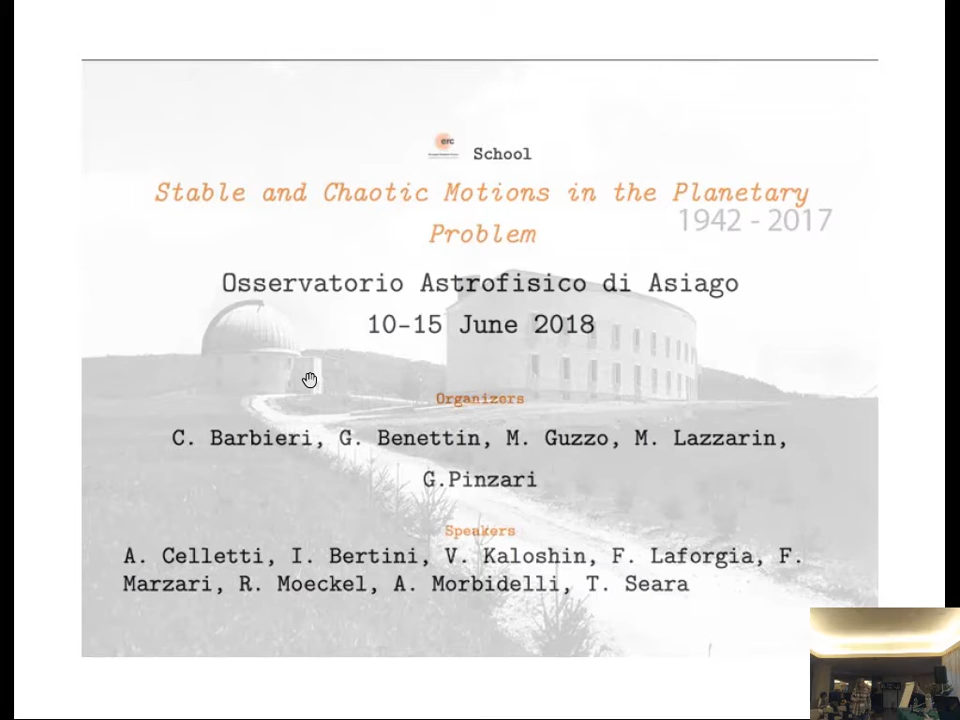 erc
School
Stable and Chaotic Motions in the Planetary
1942 - 2017
Problem
Osservatorio Astrofisico di Asiago
10-15 June 2018
Organizers
C. Barbieri, G. Benettin, M. Guzzo, M. Lazzarin,
G.Pinzari
Speakers
A. Celletti, I. Bertini, V. Kaloshin, F. Laforgia, F.
Marzari, R. Moeckel, A. Morbidelli, T. Seara